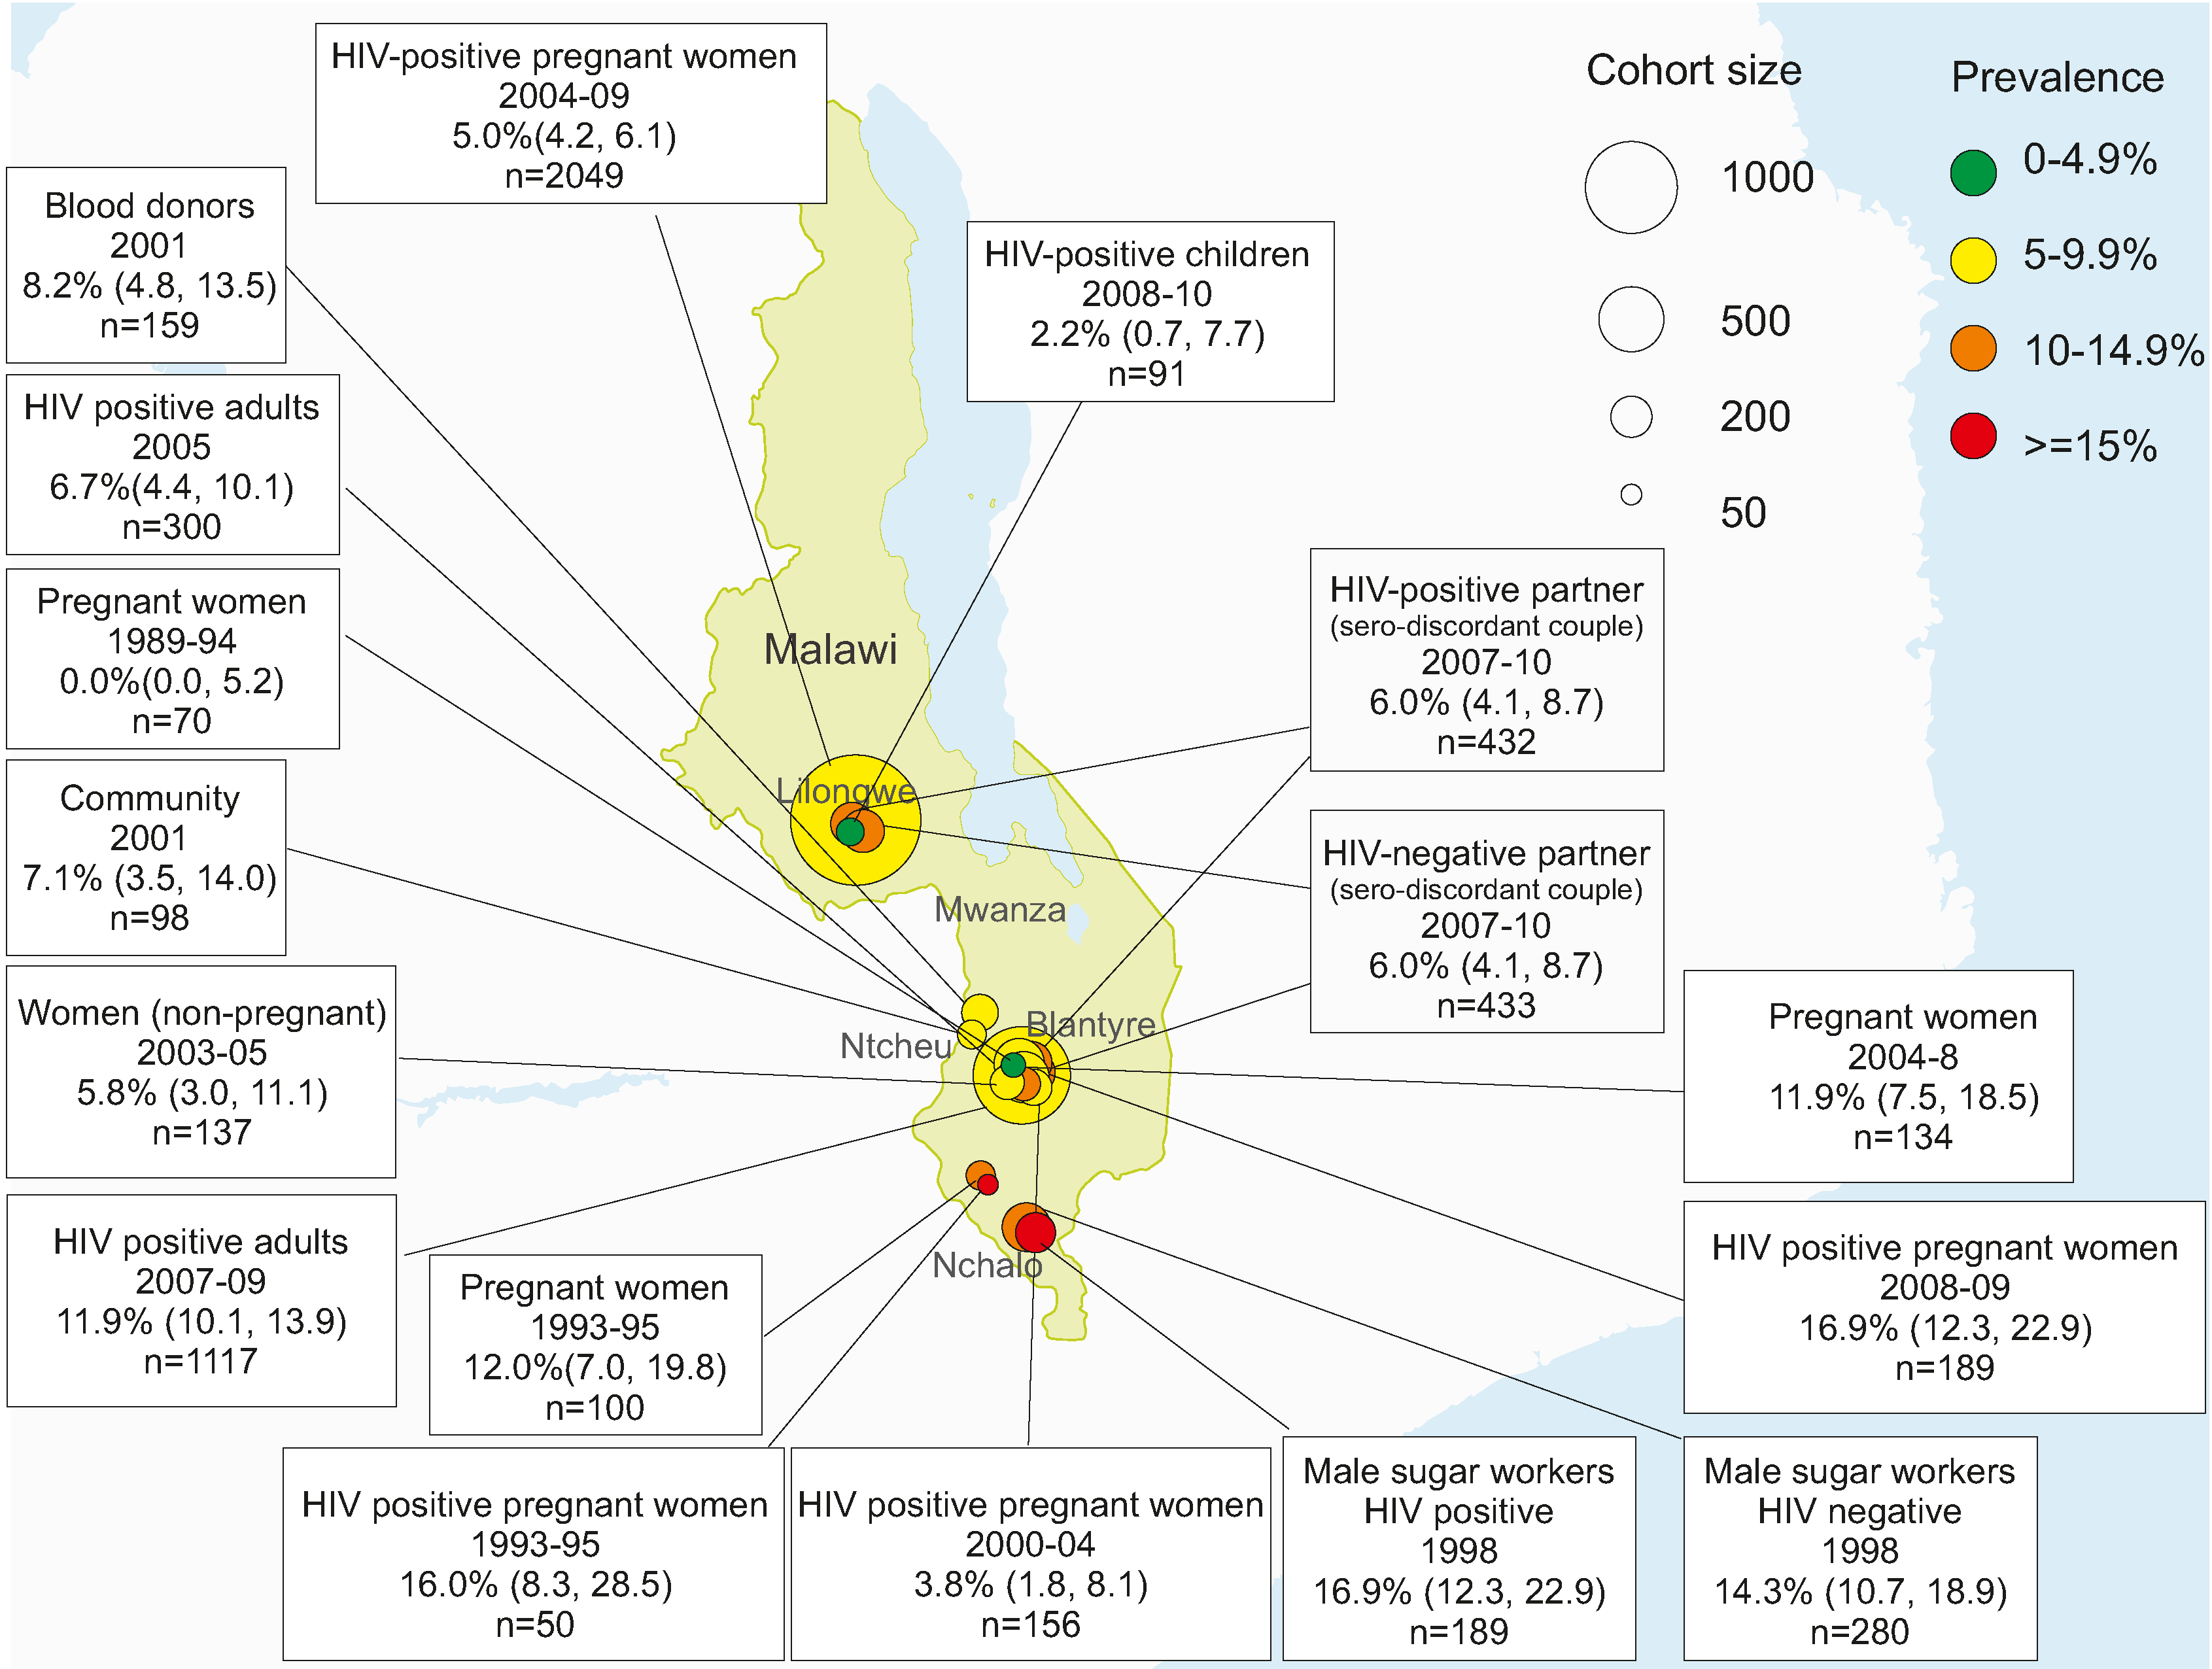 HIV-positive pregnant women
2004-09
5.0%(4.2, 6.1)
n=2049
Cohort size
1000
500
200
50
Prevalence
0-4.9%
5-9.9%
10-14.9%
>=15%
Blood donors
2001
8.2% (4.8, 13.5)
n=159
HIV-positive children
2008-10
2.2% (0.7, 7.7)
n=91
HIV positive adults
2005
6.7%(4.4, 10.1)
n=300
Pregnant women
1989-94
0.0%(0.0, 5.2)
n=70
HIV-positive partner
(sero-discordant couple)
2007-10
6.0% (4.1, 8.7)
n=432
Malawi
Lilongwe
Community
2001
7.1% (3.5, 14.0)
n=98
HIV-negative partner
(sero-discordant couple)
2007-10
6.0% (4.1, 8.7)
n=433
Mwanza
Blantyre
Ntcheu
Women (non-pregnant)
2003-05
5.8% (3.0, 11.1)
n=137
Pregnant women
2004-8
11.9% (7.5, 18.5)
n=134
HIV positive adults
2007-09
11.9% (10.1, 13.9)
n=1117
Nchalo
Pregnant women
1993-95
12.0%(7.0, 19.8)
n=100
HIV positive pregnant women
2008-09
16.9% (12.3, 22.9)
n=189
HIV positive pregnant women
1993-95
16.0% (8.3, 28.5)
n=50
HIV positive pregnant women
2000-04
3.8% (1.8, 8.1)
n=156
Male sugar workers
HIV positive
1998
16.9% (12.3, 22.9)
n=189
Male sugar workers
HIV negative
1998
14.3% (10.7, 18.9)
n=280